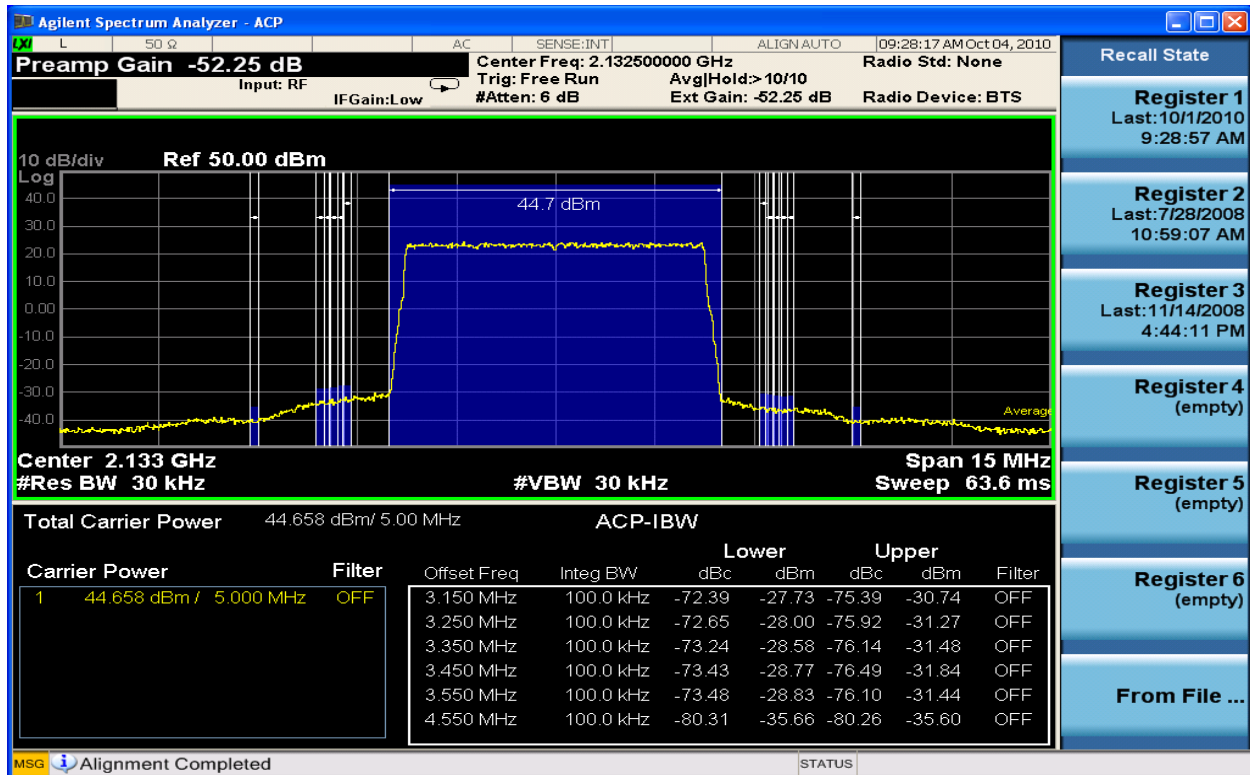 Agilent Spectrum Analyzer - ACP
LXI L 50 Ω AC SENSE:INT ALIGN AUTO 09:28:17 AM Oct 04, 2010
Preamp Gain -52.25 dB
Input: RF
IFGain:Low
Center Freq: 2.132500000 GHz
Trig: Free Run
#Atten: 6 dB
Avg|Hold:>10/10
Ext Gain: -52.25 dB
Radio Std: None
Radio Device: BTS
10 dB/div Ref 50.00 dBm
Log
40.0
30.0
20.0
10.0
0.00
-10.0
-20.0
-30.0
-40.0
44.7 dBm
Average
Center 2.133 GHz Span 15 MHz
#Res BW 30 kHz #VBW 30 kHz Sweep 63.6 ms
Total Carrier Power 44.658 dBm/ 5.00 MHz ACP-IBW
Carrier Power Filter
1 44.658 dBm / 5.000 MHz OFF
Lower Upper
Offset Freq Integ BW dBc dBm dBc dBm Filter
3.150 MHz 100.0 kHz -72.39 -27.73 -75.39 -30.74 OFF
3.250 MHz 100.0 kHz -72.65 -28.00 -75.92 -31.27 OFF
3.350 MHz 100.0 kHz -73.24 -28.58 -76.14 -31.48 OFF
3.450 MHz 100.0 kHz -73.43 -28.77 -76.49 -31.84 OFF
3.550 MHz 100.0 kHz -73.48 -28.83 -76.10 -31.44 OFF
4.550 MHz 100.0 kHz -80.31 -35.66 -80.26 -35.60 OFF
MSG Alignment Completed STATUS
Recall State
Register 1
Last:10/1/2010
9:28:57 AM
Register 2
Last:7/28/2008
10:59:07 AM
Register 3
Last:11/14/2008
4:44:11 PM
Register 4
(empty)
Register 5
(empty)
Register 6
(empty)
From File ...